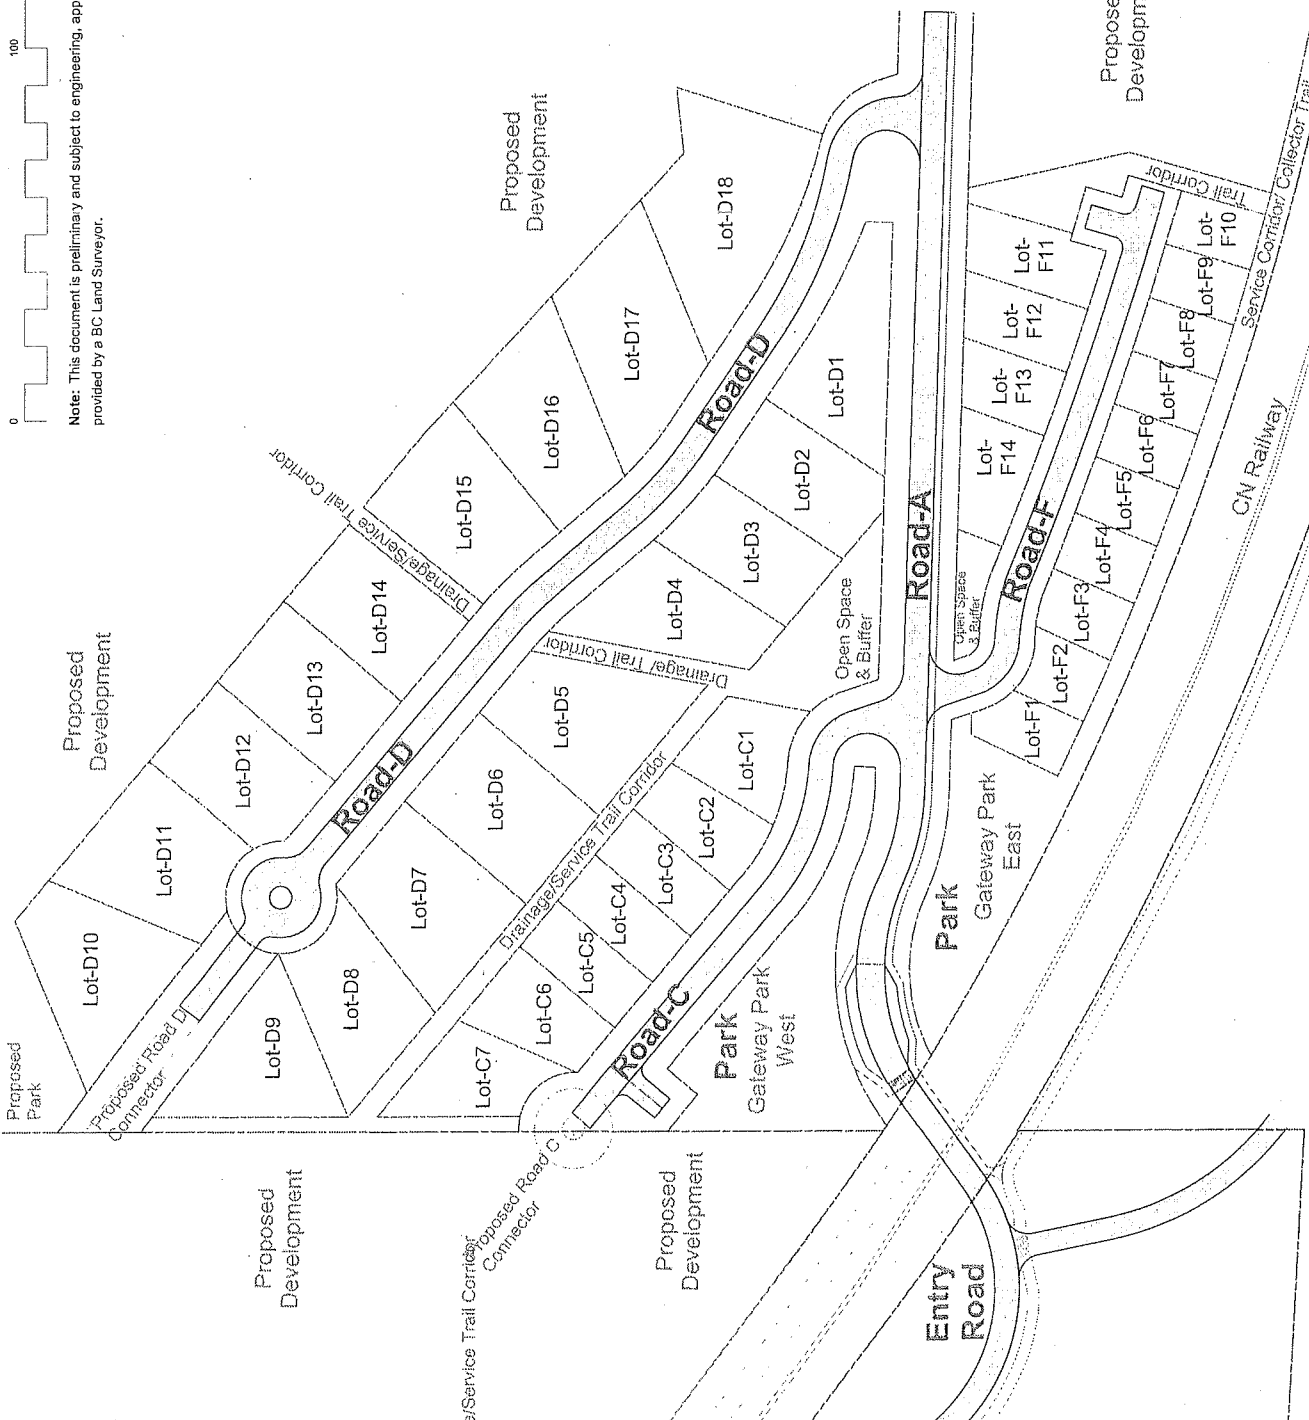 0
100
Note: This document is preliminary and subject to engineering, app
provided by a BC Land Surveyor.
Proposed
Park
Proposed
Development
Proposed
Development
Propose
Developm
Lot-D10
Lot-D11
Lot-D12
Lot-D13
Lot-D14
Drainage/Service Trail Corridor
Lot-D15
Lot-D16
Lot-D17
Lot-D18
Proposed Road D
Connector
Road-D
Road-D
Lot-D9
Lot-D8
Lot-D7
Lot-D6
Lot-D5
Drainage/ Trail Corridor
Lot-D4
Lot-D3
Lot-D2
Lot-D1
Drainage/Service Trail Corridor
Lot-C7
Lot-C6
Lot-C5
Lot-C4
Lot-C3
Lot-C2
Lot-C1
Road-C
Open Space
& Buffer
Road-A
Open Space
& Buffer
Proposed
Development
e/Service Trail Corridor
Proposed Road C
Connector
Proposed
Development
Park
Gateway Park
West
Park
Gateway Park
East
Road-F
Lot-
F14
Lot-
F13
Lot-
F12
Lot-
F11
Trail Corridor
Lot-F1
Lot-F2
Lot-F3
Lot-F4
Lot-F5
Lot-F6
Lot-F7
Lot-F8
Lot-F9
Lot-
F10
Service Corridor/ Collector Trail
CN Railway
Entry
Road